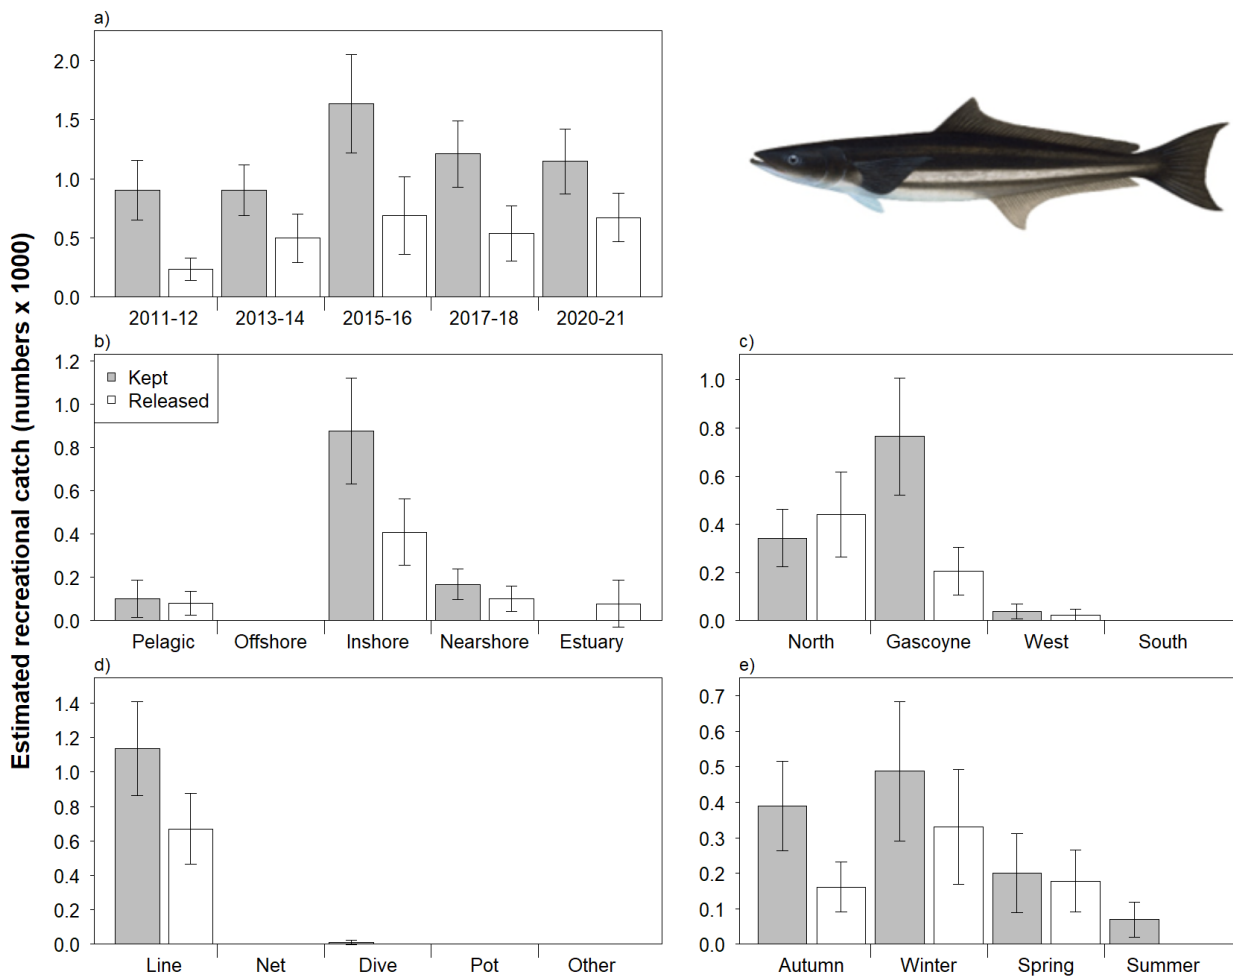 a)
Estimated recreational catch (numbers x 1000)
2.0
1.5
1.0
0.5
0.0
2011-12 2013-14 2015-16 2017-18 2020-21
b)
1.2
1.0
0.8
0.6
0.4
0.2
0.0
Kept
Released
Pelagic Offshore Inshore Nearshore Estuary
c)
1.0
0.8
0.6
0.4
0.2
0.0
North Gascoyne West South
d)
1.4
1.2
1.0
0.8
0.6
0.4
0.2
0.0
Line Net Dive Pot Other
e)
0.7
0.6
0.5
0.4
0.3
0.2
0.1
0.0
Autumn Winter Spring Summer